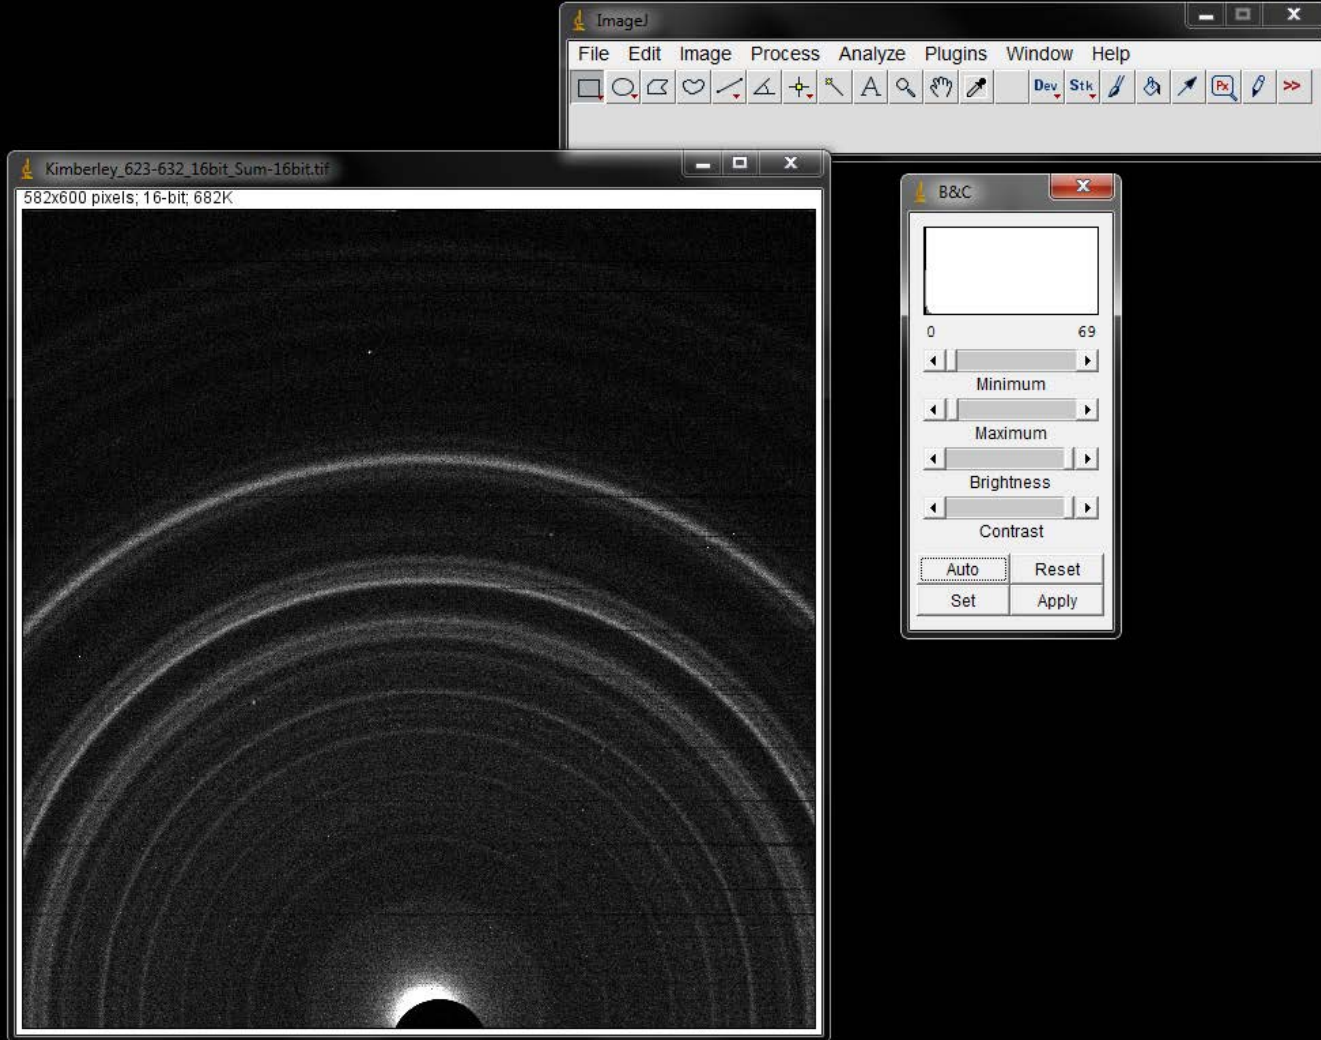 ImageJ
File Edit Image Process Analyze Plugins Window Help
Dev Stk Px >>
Kimberley_623-632_16bit_Sum-16bit.tif
582x600 pixels; 16-bit; 682K
B&C
0 69
Minimum
Maximum
Brightness
Contrast
Auto Reset
Set Apply